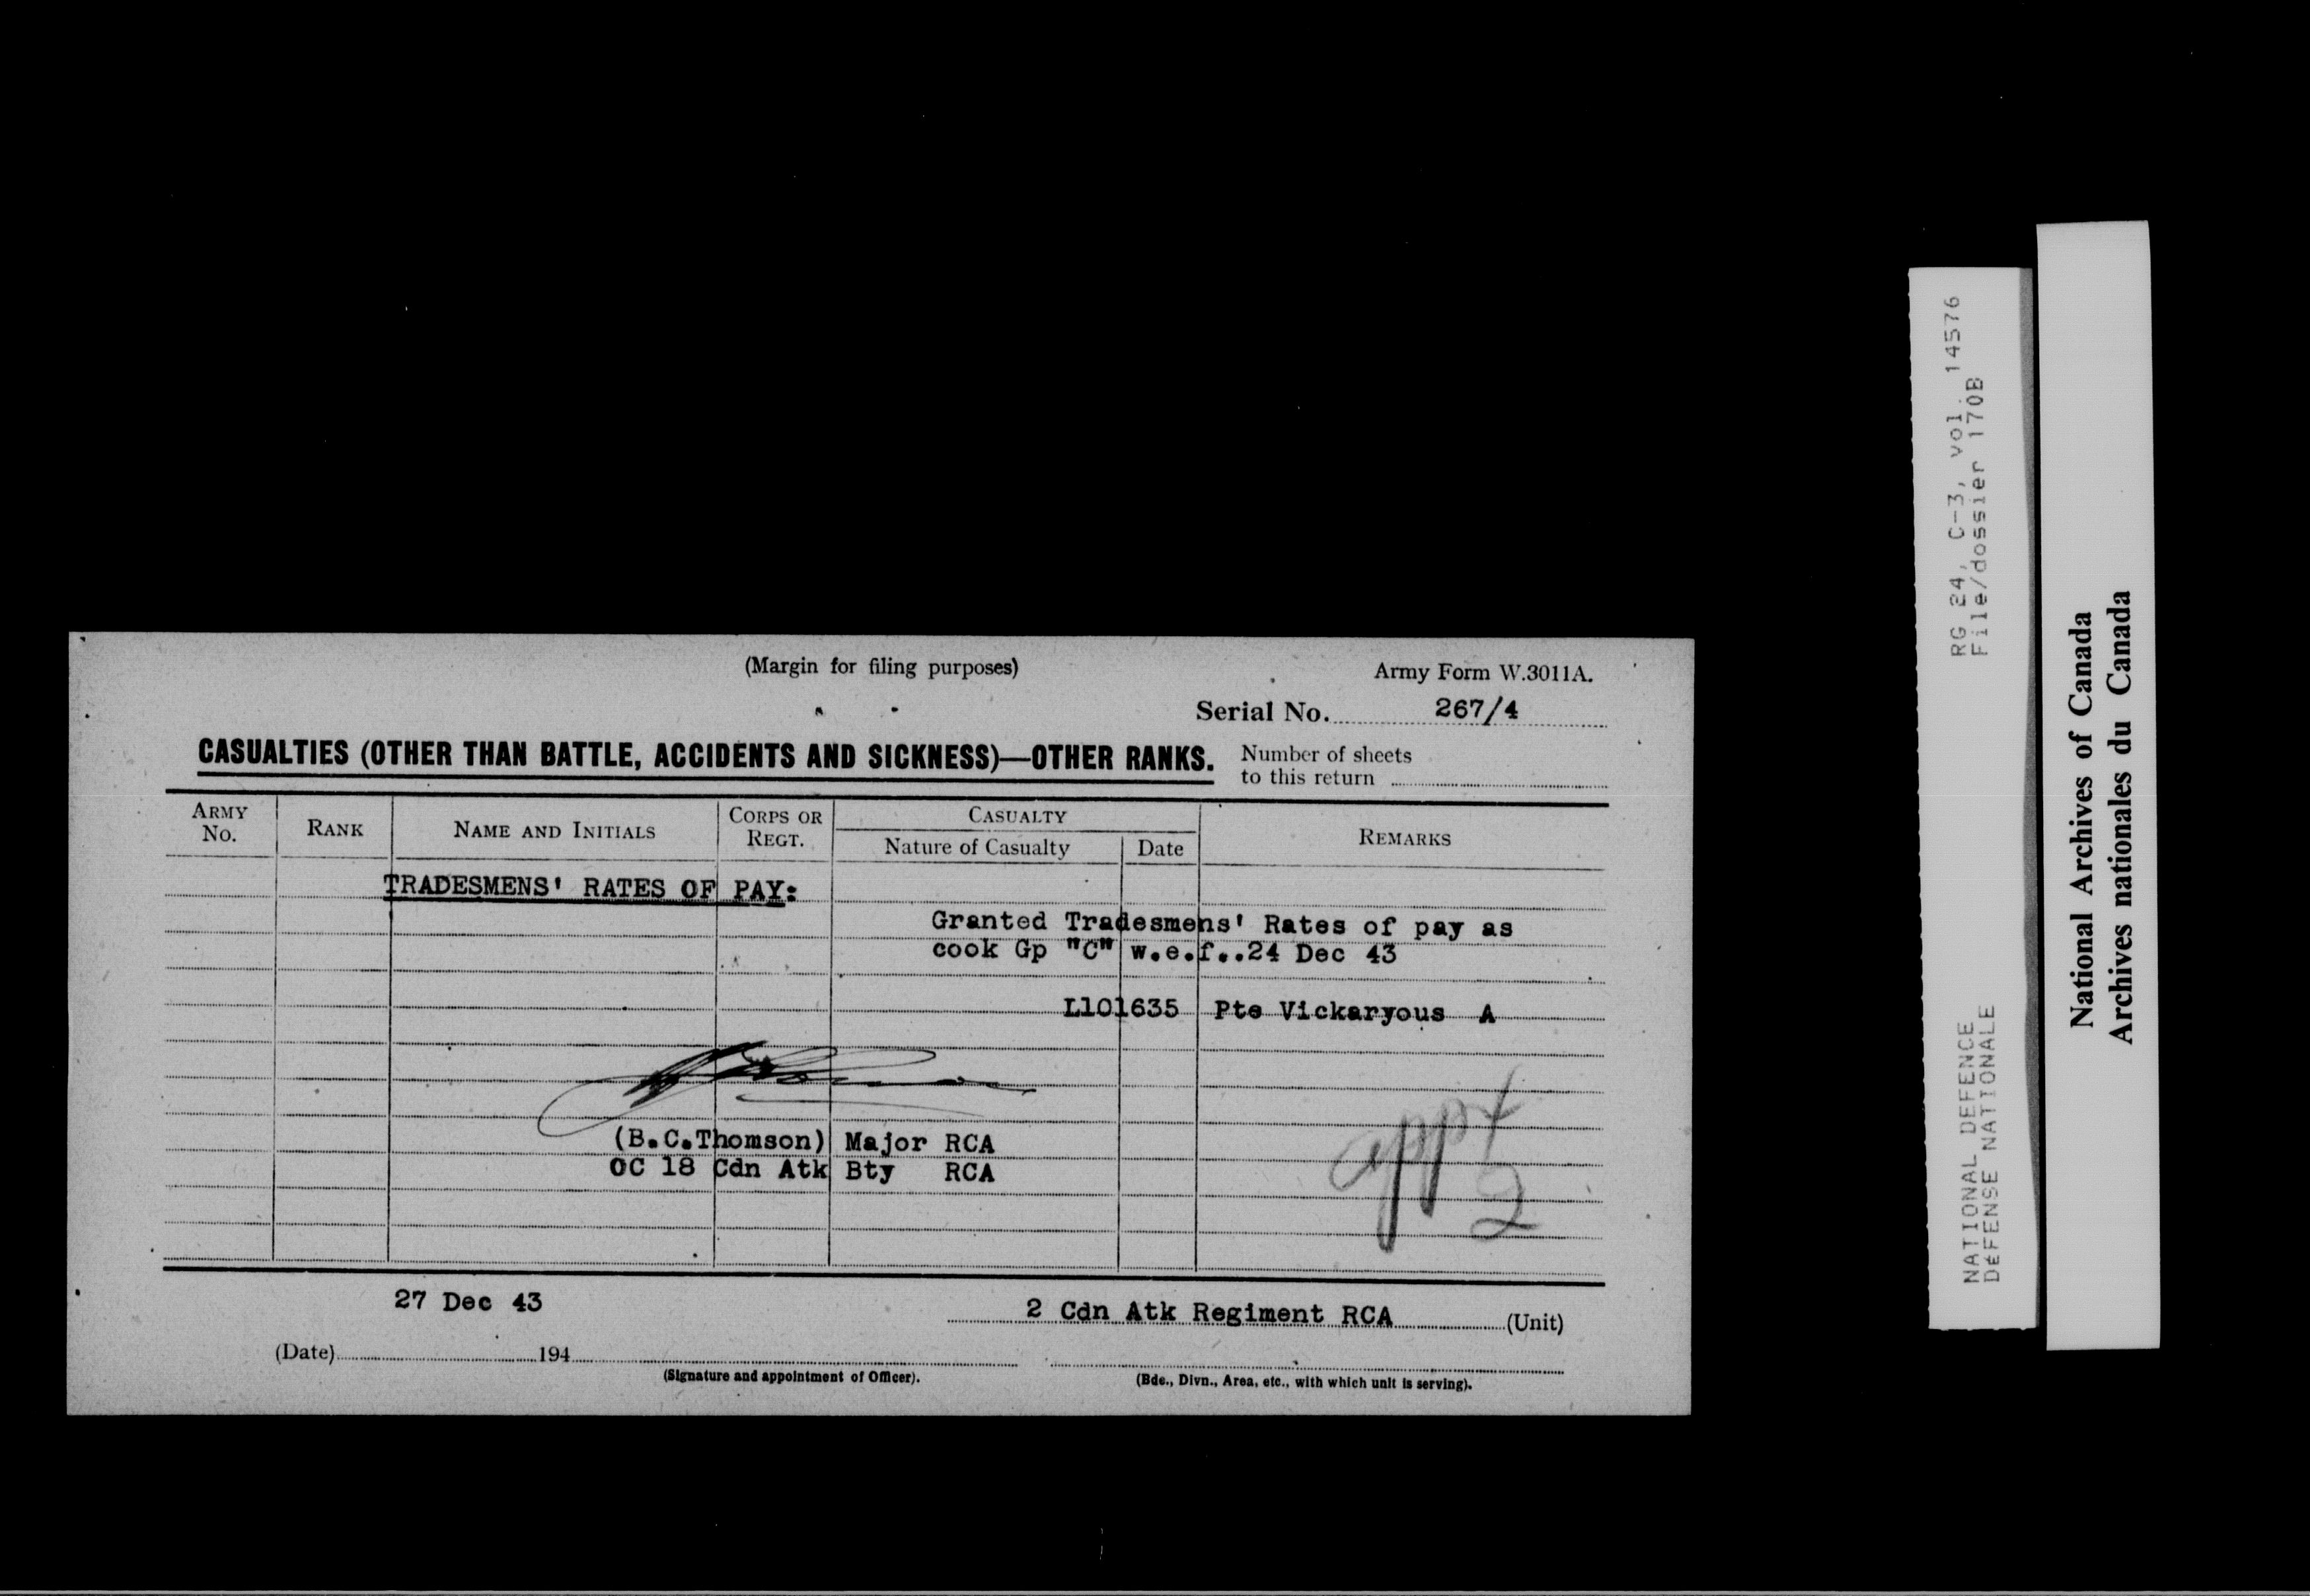 (Margin for filing purposes)
Army Form W.3011A.
Serial No. 267/4
CASUALTIES (OTHER THAN BATTLE, ACCIDENTS AND SICKNESS)—OTHER RANKS.
Number of sheets
to this return
ARMY No.
RANK
NAME AND INITIALS
CORPS OR REGT.
CASUALTY
Nature of Casualty
Date
REMARKS
TRADESMENS' RATES OF PAY:
Granted Tradesmens' Rates of pay as
cook Gp "C" w.e.f..24 Dec 43
L101635 Pte Vickaryous A
(B.C.Thomson) Major RCA
OC 18 Cdn Atk Bty RCA
appx
2
27 Dec 43
2 Cdn Atk Regiment RCA (Unit)
(Date) 194
(Signature and appointment of Officer).
(Bde., Divn., Area, etc., with which unit is serving).
RG 24, C-3, vol. 14576
File/dossier 170B
NATIONAL DEFENCE
DÉFENSE NATIONALE
National Archives of Canada
Archives nationales du Canada